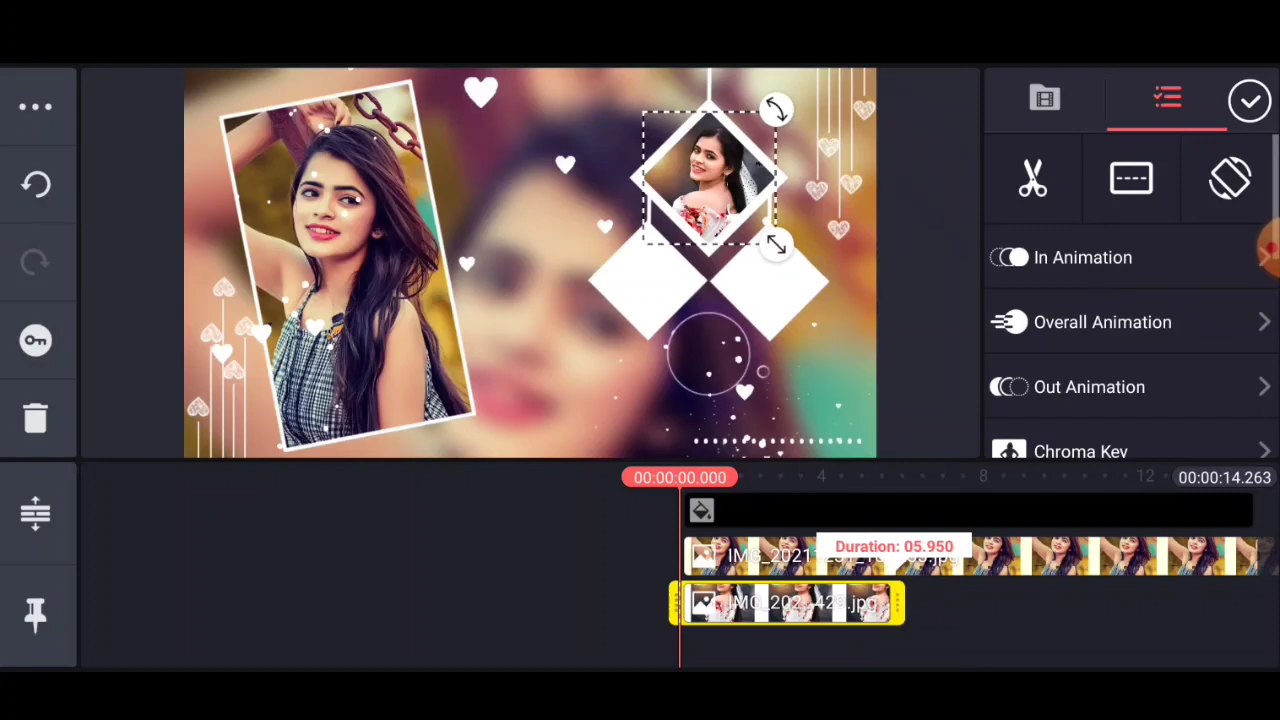 In Animation
Overall Animation
Out Animation
Chroma Key
00:00:00.000
4
8
12
00:00:14.263
Duration: 05.950